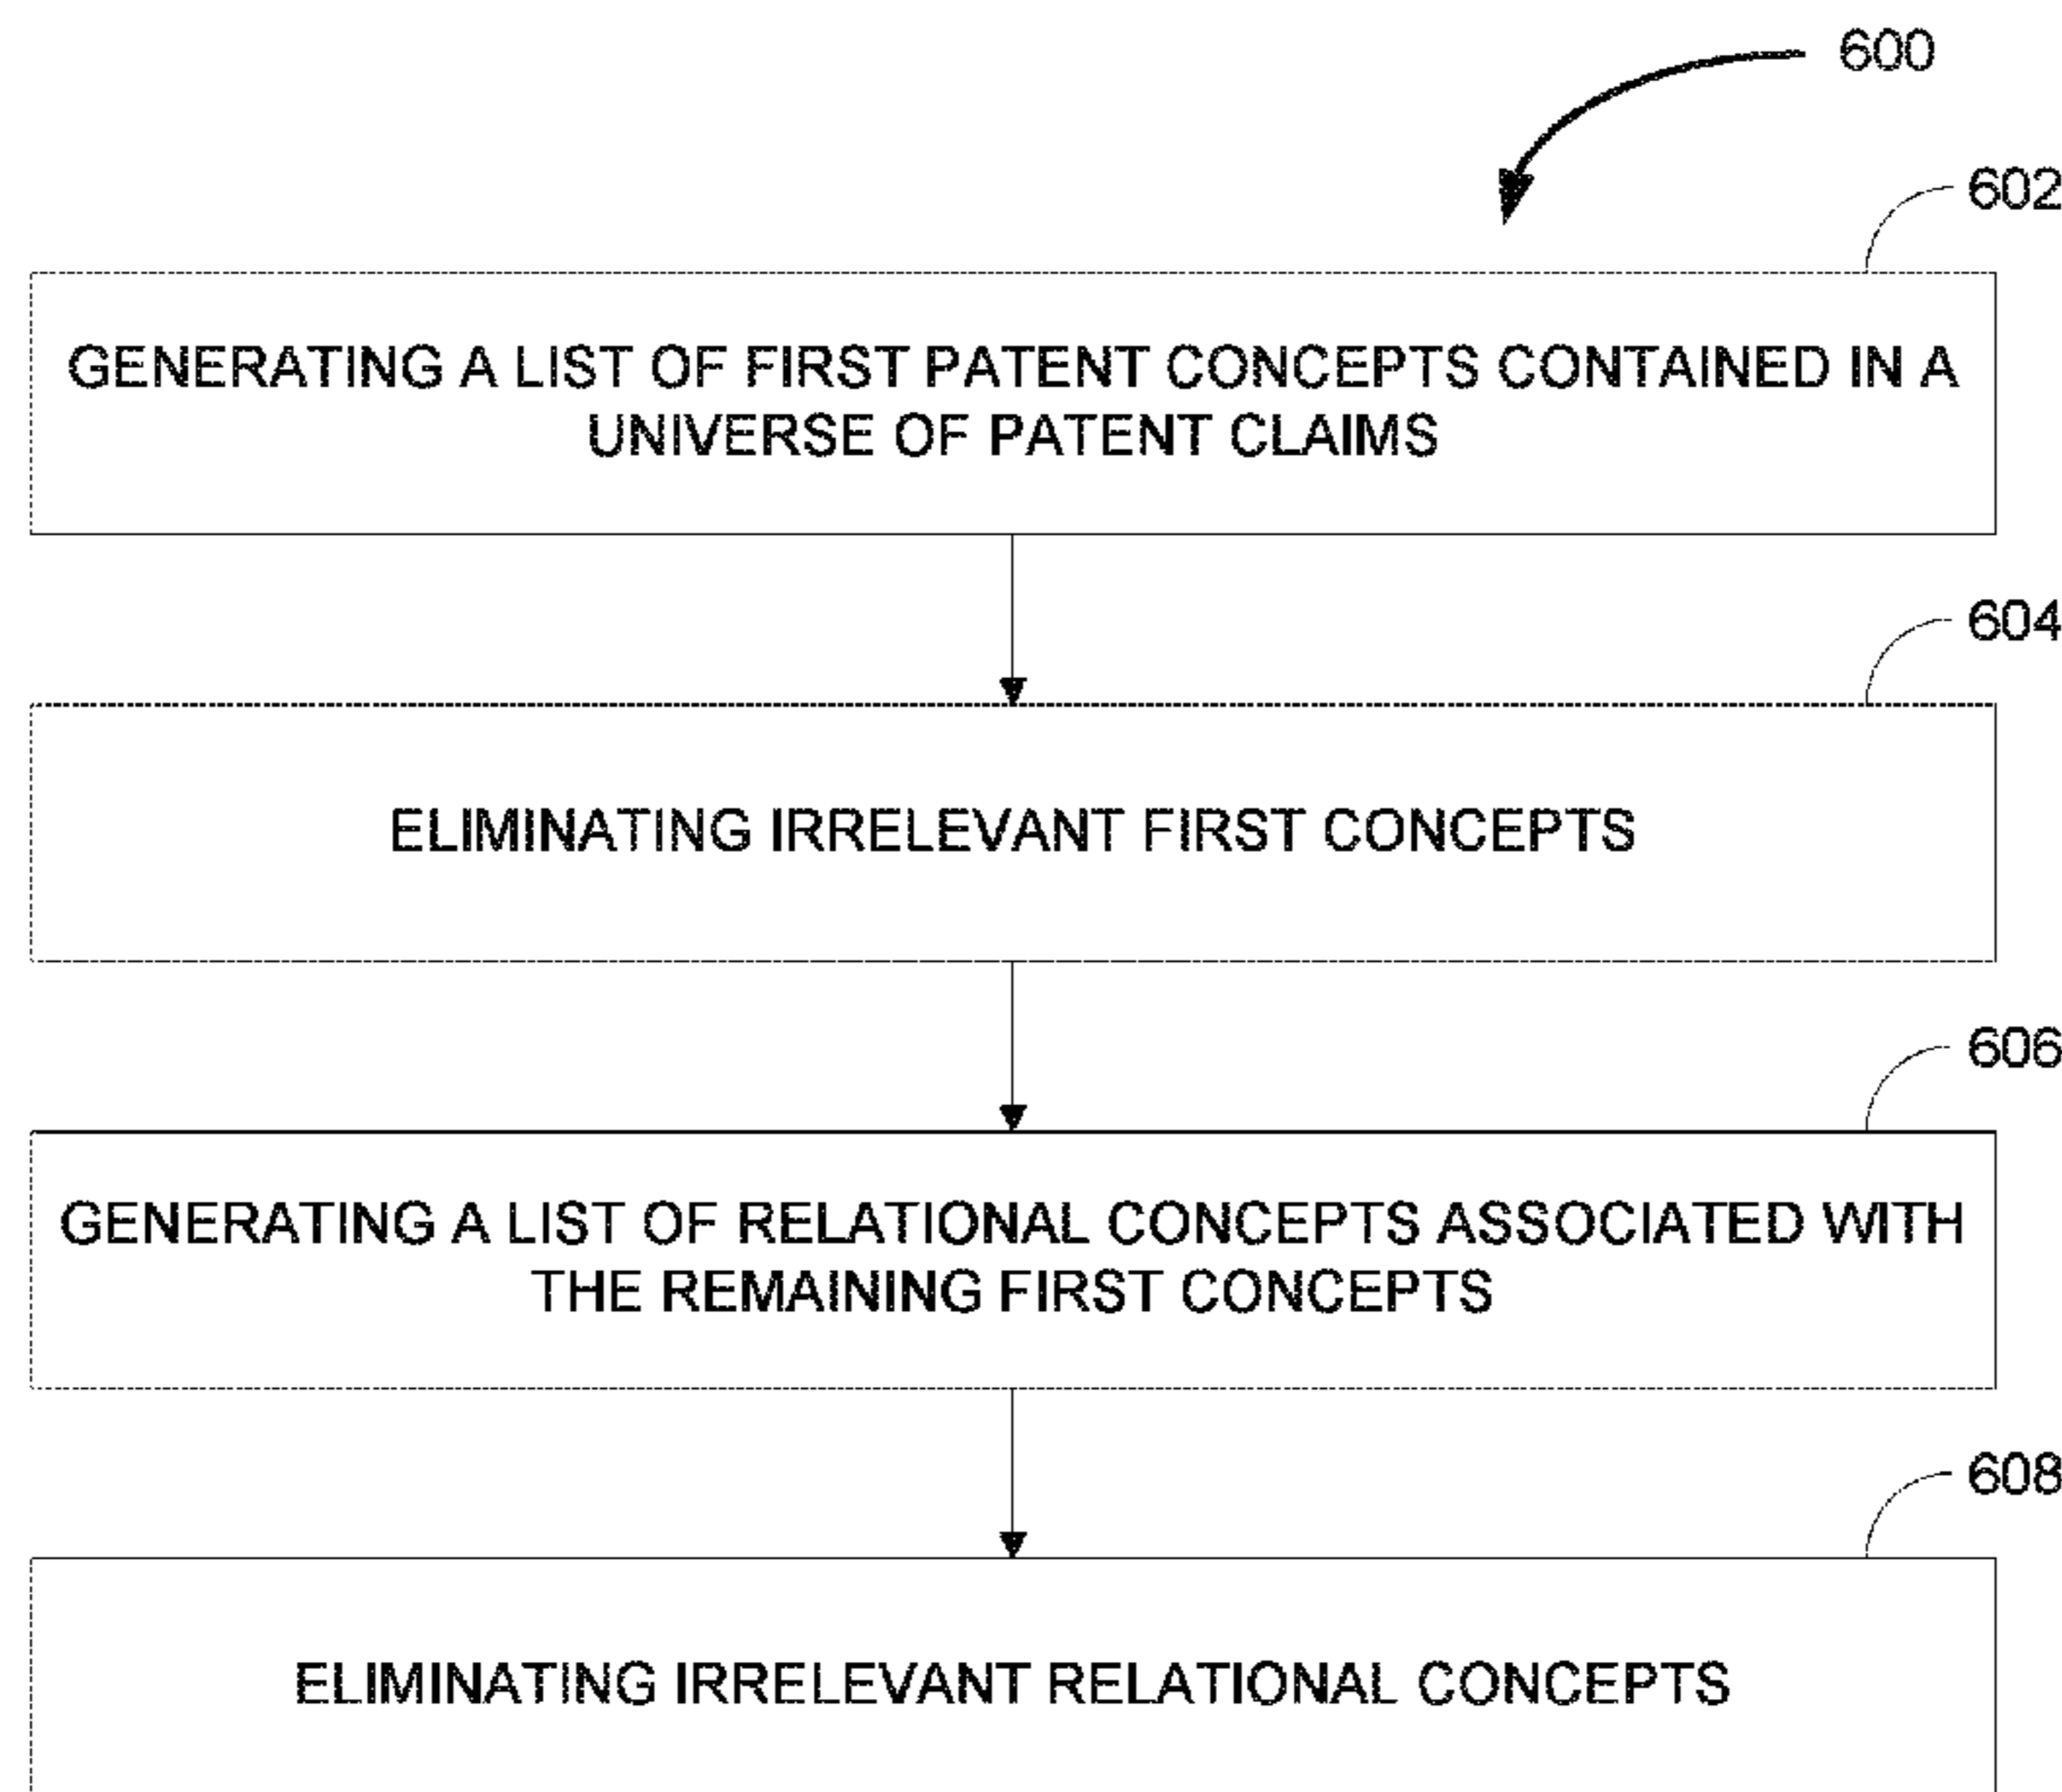 600
602
GENERATING A LIST OF FIRST PATENT CONCEPTS CONTAINED IN A
UNIVERSE OF PATENT CLAIMS
604
ELIMINATING IRRELEVANT FIRST CONCEPTS
606
GENERATING A LIST OF RELATIONAL CONCEPTS ASSOCIATED WITH
THE REMAINING FIRST CONCEPTS
608
ELIMINATING IRRELEVANT RELATIONAL CONCEPTS